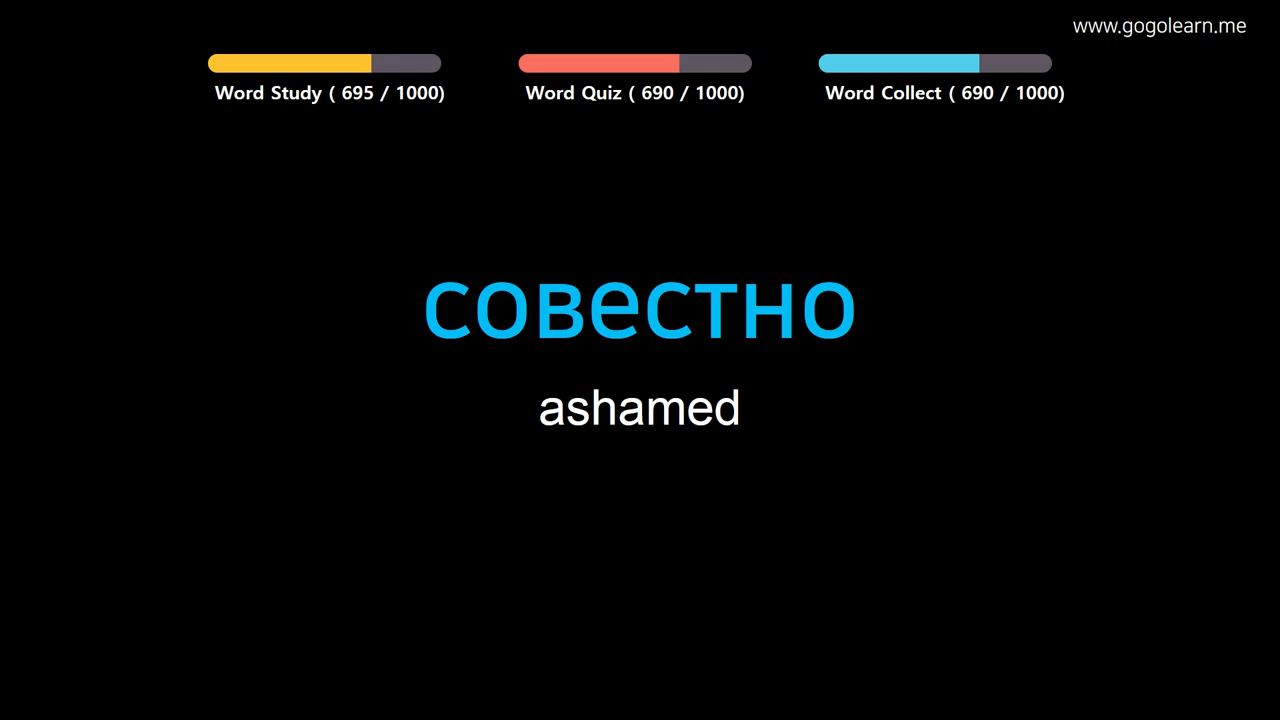 www.gogolearn.me
Word Study ( 695 / 1000)
Word Quiz ( 690 / 1000)
Word Collect ( 690 / 1000)
совестно
ashamed